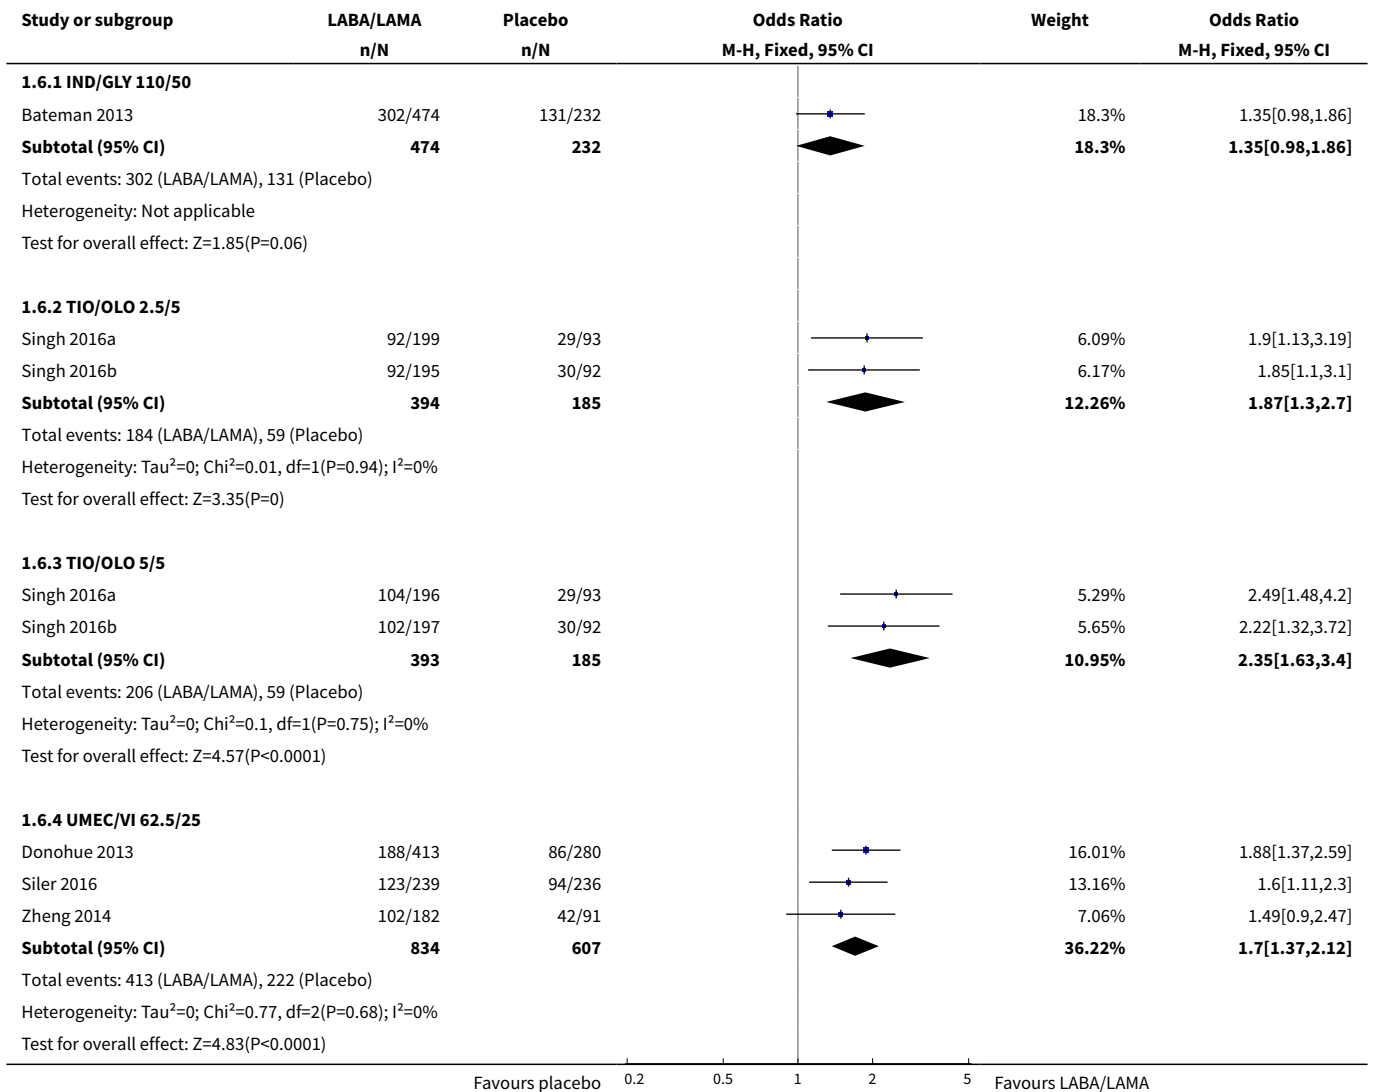 Study or subgroup LABA/LAMA Placebo Odds Ratio Weight Odds Ratio
n/N n/N M-H, Fixed, 95% CI M-H, Fixed, 95% CI
1.6.1 IND/GLY 110/50
Bateman 2013 302/474 131/232 18.3% 1.35[0.98,1.86]
Subtotal (95% CI) 474 232 18.3% 1.35[0.98,1.86]
Total events: 302 (LABA/LAMA), 131 (Placebo)
Heterogeneity: Not applicable
Test for overall effect: Z=1.85(P=0.06)
1.6.2 TIO/OLO 2.5/5
Singh 2016a 92/199 29/93 6.09% 1.9[1.13,3.19]
Singh 2016b 92/195 30/92 6.17% 1.85[1.1,3.1]
Subtotal (95% CI) 394 185 12.26% 1.87[1.3,2.7]
Total events: 184 (LABA/LAMA), 59 (Placebo)
Heterogeneity: Tau²=0; Chi²=0.01, df=1(P=0.94); I²=0%
Test for overall effect: Z=3.35(P=0)
1.6.3 TIO/OLO 5/5
Singh 2016a 104/196 29/93 5.29% 2.49[1.48,4.2]
Singh 2016b 102/197 30/92 5.65% 2.22[1.32,3.72]
Subtotal (95% CI) 393 185 10.95% 2.35[1.63,3.4]
Total events: 206 (LABA/LAMA), 59 (Placebo)
Heterogeneity: Tau²=0; Chi²=0.1, df=1(P=0.75); I²=0%
Test for overall effect: Z=4.57(P<0.0001)
1.6.4 UMEC/VI 62.5/25
Donohue 2013 188/413 86/280 16.01% 1.88[1.37,2.59]
Siler 2016 123/239 94/236 13.16% 1.6[1.11,2.3]
Zheng 2014 102/182 42/91 7.06% 1.49[0.9,2.47]
Subtotal (95% CI) 834 607 36.22% 1.7[1.37,2.12]
Total events: 413 (LABA/LAMA), 222 (Placebo)
Heterogeneity: Tau²=0; Chi²=0.77, df=2(P=0.68); I²=0%
Test for overall effect: Z=4.83(P<0.0001)
Favours placebo 0.2 0.5 1 2 5 Favours LABA/LAMA